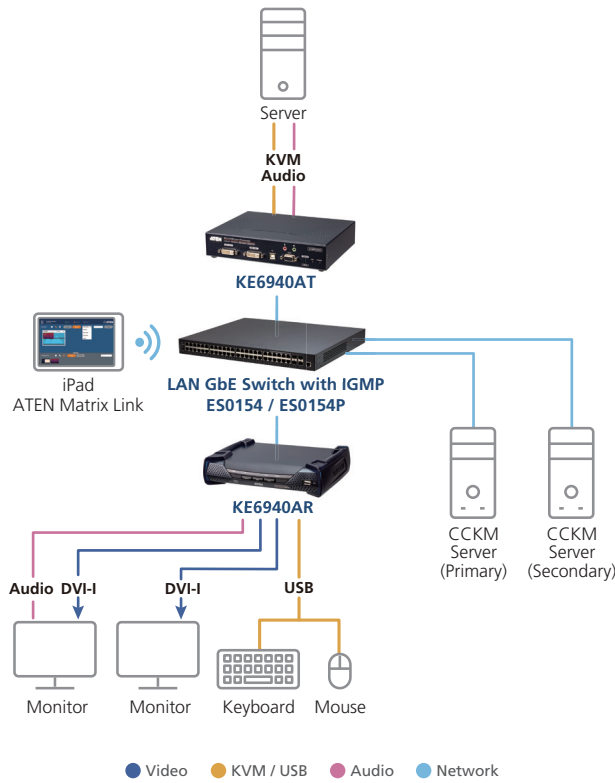 Server
KVM
Audio
ATEN
KE6940AT
iPad
ATEN Matrix Link
LAN GbE Switch with IGMP
ES0154 / ES0154P
KE6940AR
CCKM
Server
(Primary)
CCKM
Server
(Secondary)
Audio DVI-I DVI-I USB
Monitor Monitor Keyboard Mouse
Video KVM / USB Audio Network